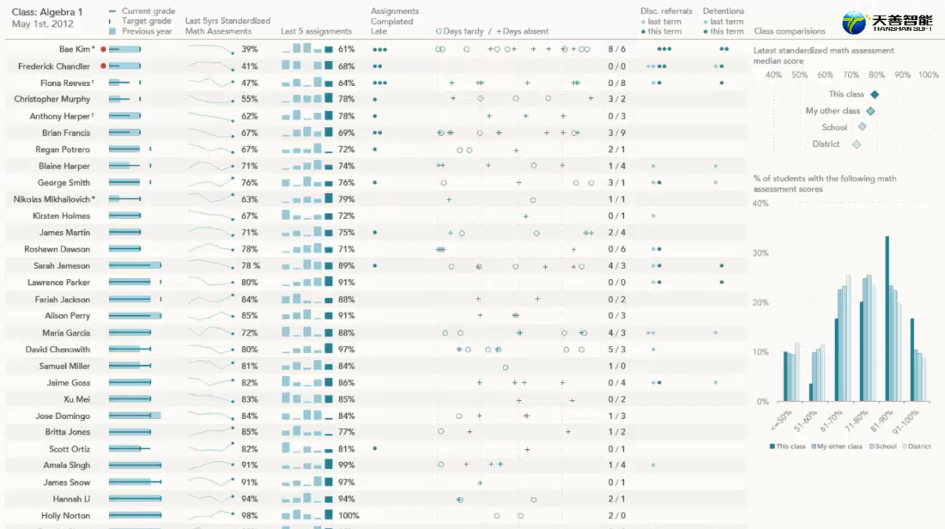 Class: Algebra 1
May 1st, 2012
Current grade
Target grade
Previous year
Last 5yrs Standardized
Math Assesments
Last 5 assignments
Assignments
Completed
Late
Days tardy / + Days absent
Disc. referrals
last term
this term
Detentions
last term
this term
Class comparisions
天善智能
TIANSHANSOFT
Bae Kim * 39% 61% 8 / 6
Frederick Chandler 41% 68% 0 / 0
Fiona Reeves 47% 64% 0 / 8
Christopher Murphy 55% 78% 3 / 2
Anthony Harper 62% 78% 0 / 3
Brian Francis 67% 69% 3 / 9
Regan Potrero 67% 72% 2 / 1
Blaine Harper 71% 74% 1 / 4
George Smith 76% 76% 3 / 1
Nikolas Mikhailovich * 63% 79% 1 / 1
Kirsten Holmes 67% 72% 0 / 1
James Martin 71% 75% 2 / 4
Roshawn Dawson 78% 71% 0 / 6
Sarah Jameson 78 % 89% 4 / 3
Lawrence Parker 80% 91% 0 / 0
Fariah Jackson 84% 88% 0 / 2
Alison Perry 85% 91% 0 / 3
Maria Garcia 72% 88% 4 / 3
David Chenowith 80% 97% 5 / 3
Samuel Miller 81% 84% 1 / 0
Jaime Goss 82% 86% 0 / 4
Xu Mei 83% 85% 0 / 2
Jose Domingo 84% 84% 1 / 3
Britta Jones 85% 77% 1 / 2
Scott Ortiz 82% 81% 0 / 1
Amala Singh 91% 99% 1 / 4
James Snow 91% 97% 0 / 1
Hannah Li 94% 94% 2 / 1
Holly Norton 98% 100% 2 / 0
Latest standardized math assessment
median score
40% 50% 60% 70% 80% 90% 100%
This class
My other class
School
District
% of students with the following math
assessment scores
40%
30%
20%
10%
0%
<=50% 51-60% 61-70% 71-80% 81-90% 91-100%
This class My other class School District